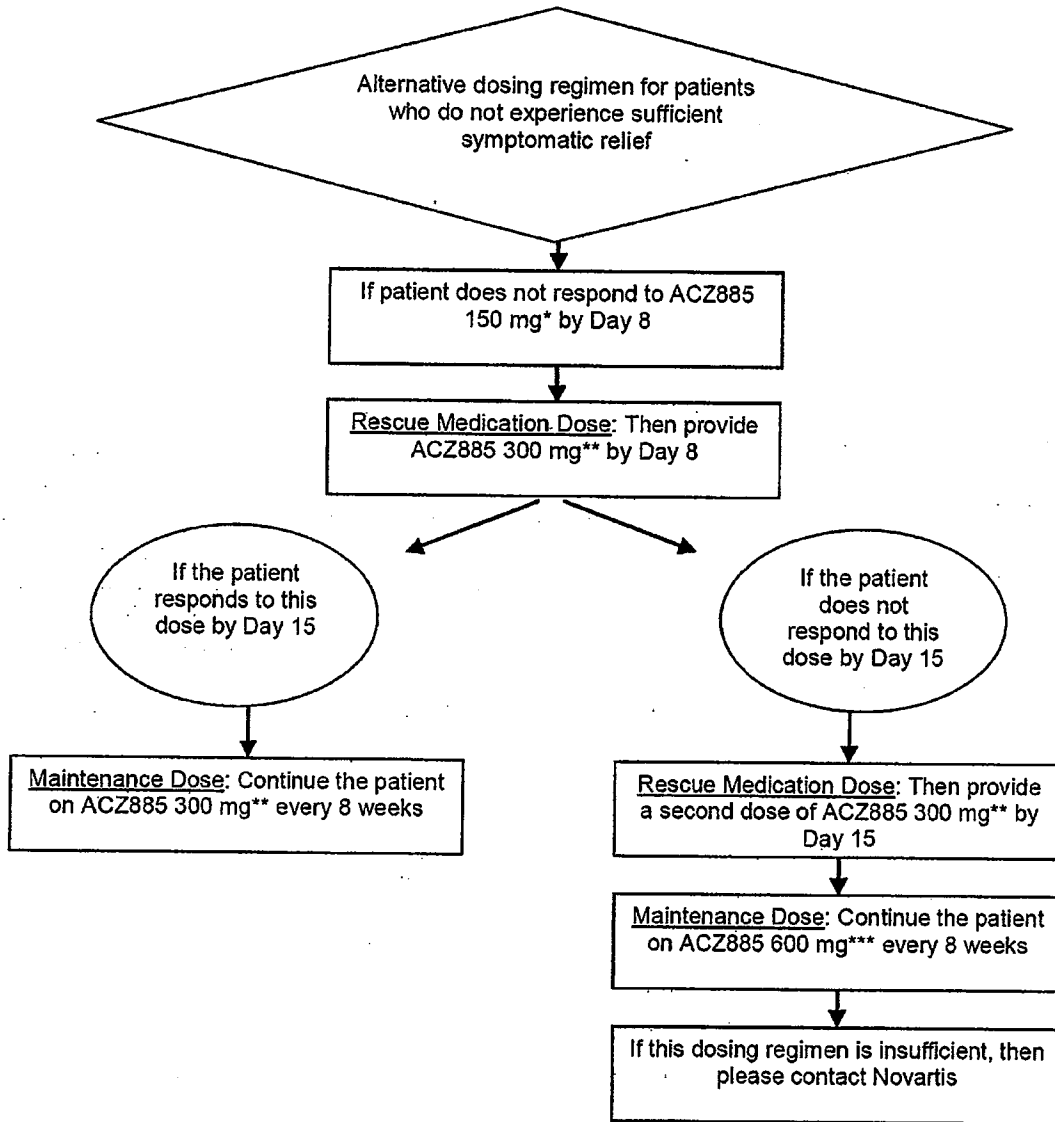 Alternative dosing regimen for patients
who do not experience sufficient
symptomatic relief
If patient does not respond to ACZ885
150 mg* by Day 8
Rescue Medication Dose: Then provide
ACZ885 300 mg** by Day 8
If the patient
responds to this
dose by Day 15
If the patient
does not
respond to this
dose by Day 15
Maintenance Dose: Continue the patient
on ACZ885 300 mg** every 8 weeks
Rescue Medication Dose: Then provide
a second dose of ACZ885 300 mg** by
Day 15
Maintenance Dose: Continue the patient
on ACZ885 600 mg*** every 8 weeks
If this dosing regimen is insufficient, then
please contact Novartis